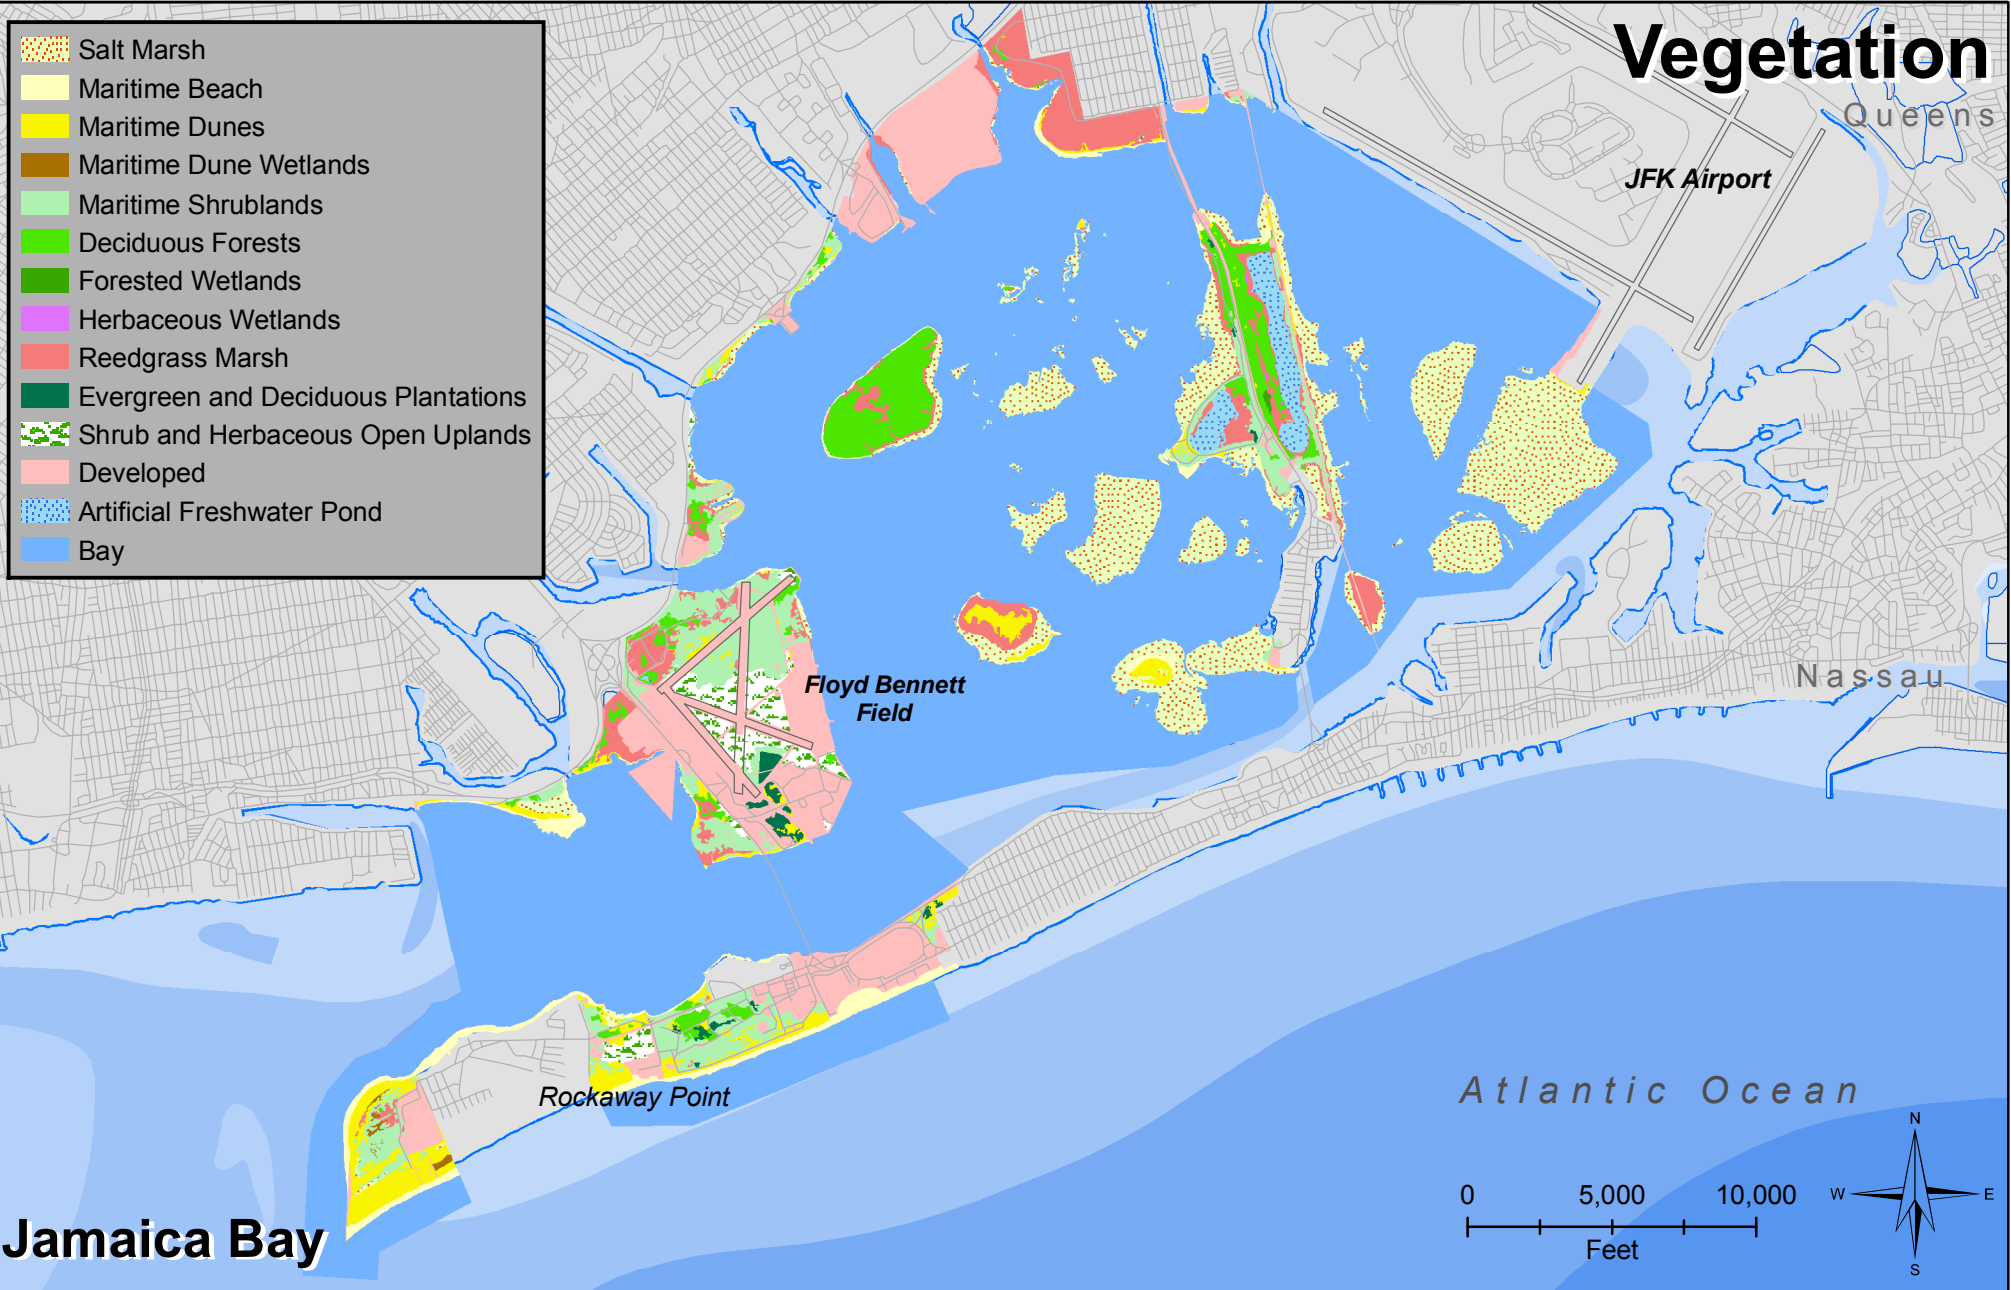 Vegetation
Salt Marsh
Maritime Beach
Maritime Dunes
Maritime Dune Wetlands
Maritime Shrublands
Deciduous Forests
Forested Wetlands
Herbaceous Wetlands
Reedgrass Marsh
Evergreen and Deciduous Plantations
Shrub and Herbaceous Open Uplands
Developed
Artificial Freshwater Pond
Bay
Queens
JFK Airport
Nassau
Floyd Bennett
Field
Rockaway Point
Atlantic Ocean
N
W
E
S
0 5,000 10,000
Feet
Jamaica Bay